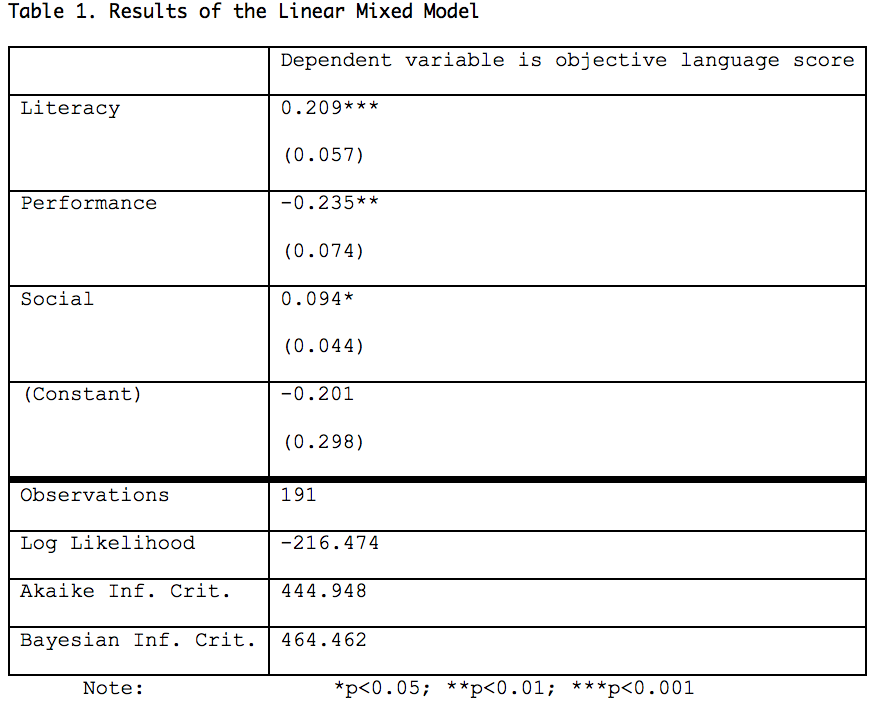 Table 1. Results of the Linear Mixed Model
Dependent variable is objective language score
Literacy 0.209***
(0.057)
Performance -0.235**
(0.074)
Social 0.094*
(0.044)
(Constant) -0.201
(0.298)
Observations 191
Log Likelihood -216.474
Akaike Inf. Crit. 444.948
Bayesian Inf. Crit. 464.462
Note: *p<0.05; **p<0.01; ***p<0.001